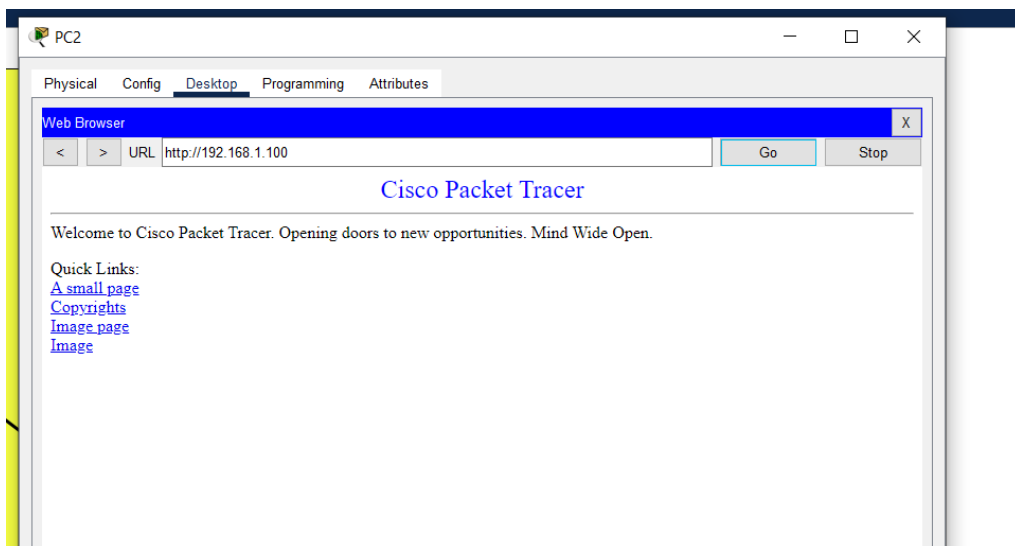 PC2
Physical Config Desktop Programming Attributes
Web Browser X
< > URL http://192.168.1.100 Go Stop
Cisco Packet Tracer
Welcome to Cisco Packet Tracer. Opening doors to new opportunities. Mind Wide Open.
Quick Links:
A small page
Copyrights
Image page
Image